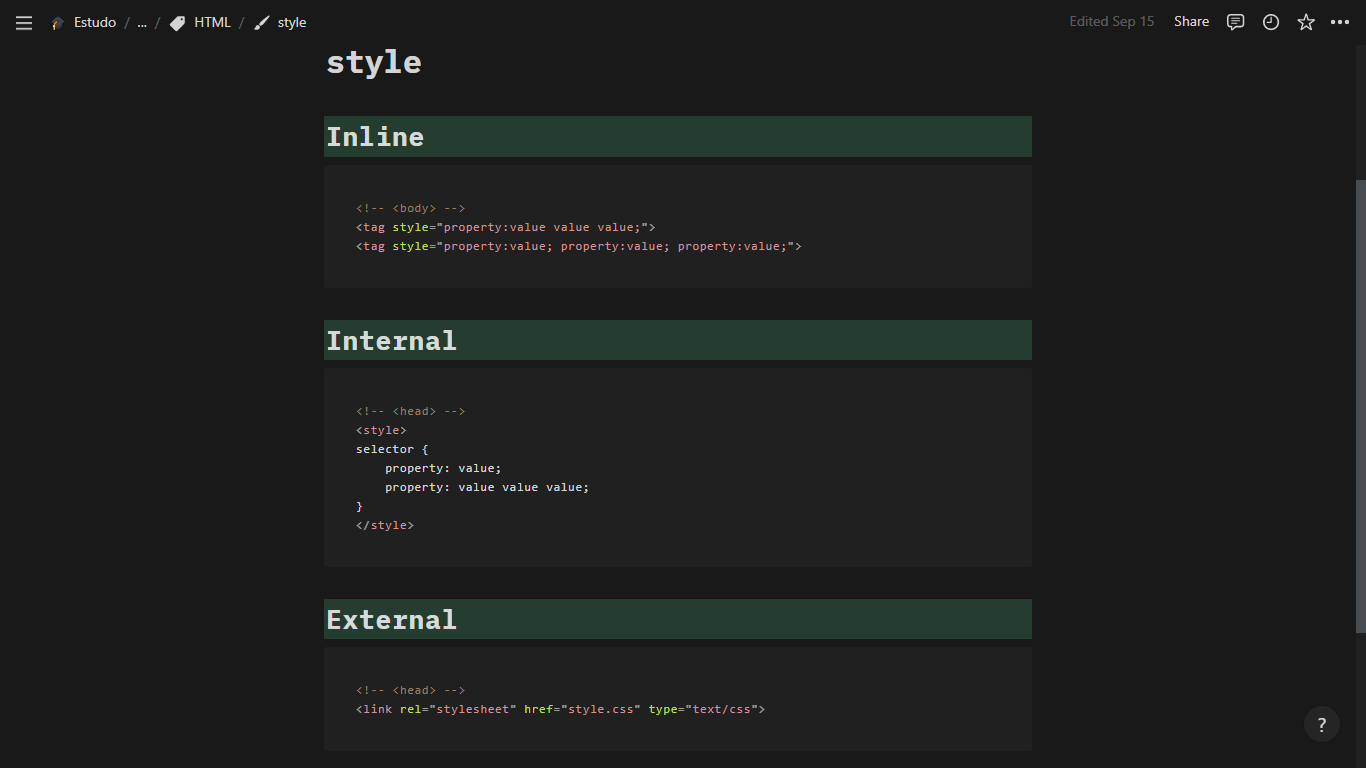 Estudo / ... / HTML / style
Edited Sep 15 Share
style
Inline
<!-- <body> -->
<tag style="property:value value value;">
<tag style="property:value; property:value; property:value;">
Internal
<!-- <head> -->
<style>
selector {
    property: value;
    property: value value value;
}
</style>
External
<!-- <head> -->
<link rel="stylesheet" href="style.css" type="text/css">
?